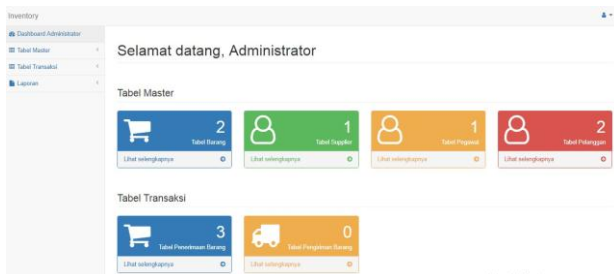 Inventory
Dashboard Administrator
Tabel Master
Tabel Transaksi
Laporan
Selamat datang, Administrator
Tabel Master
2
Tabel Barang
Lihat selengkapnya
1
Tabel Supplier
Lihat selengkapnya
1
Tabel Pegawai
Lihat selengkapnya
2
Tabel Pelanggan
Lihat selengkapnya
Tabel Transaksi
3
Tabel Penerimaan Barang
Lihat selengkapnya
0
Tabel Pengiriman Barang
Lihat selengkapnya